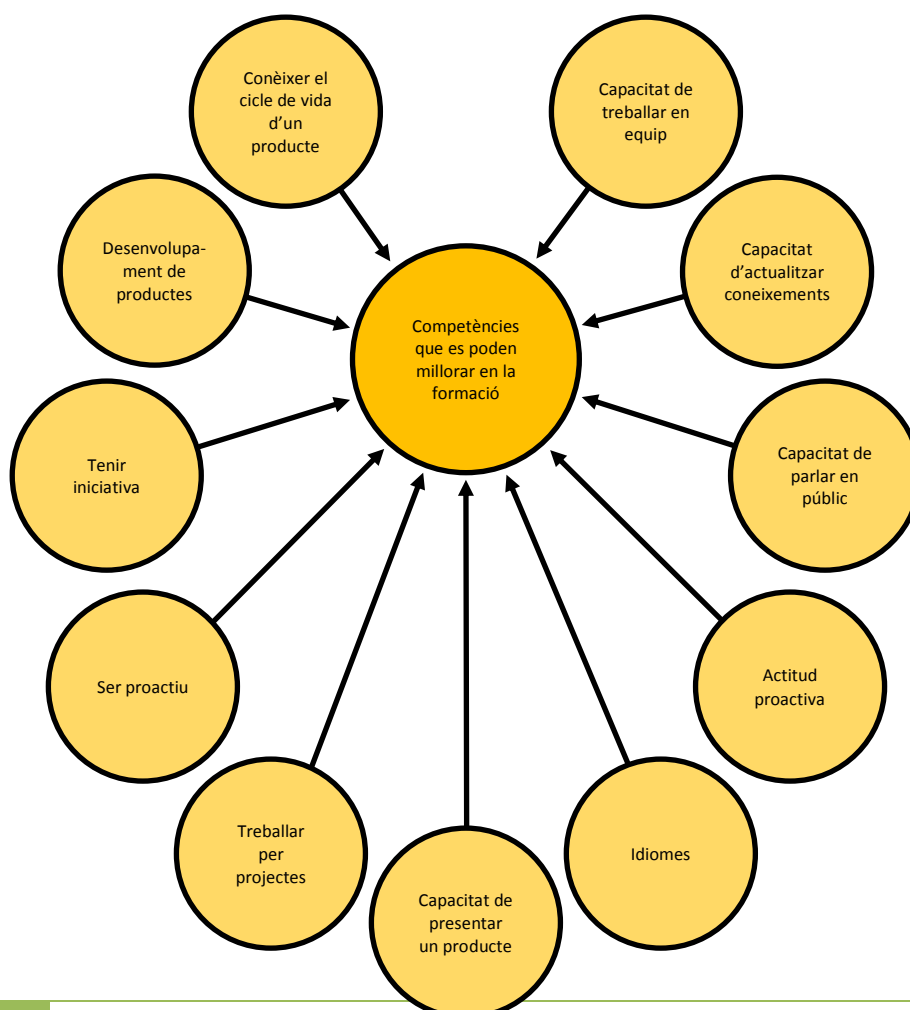 Conèixer el
cicle de vida
d’un
producte
Capacitat de
treballar en
equip
Desenvolupa-
ment de
productes
Capacitat
d’actualitzar
coneixements
Competències
que es poden
millorar en la
formació
Tenir
iniciativa
Capacitat de
parlar en
públic
Ser proactiu
Actitud
proactiva
Treballar
per
projectes
Idiomes
Capacitat de
presentar
un producte